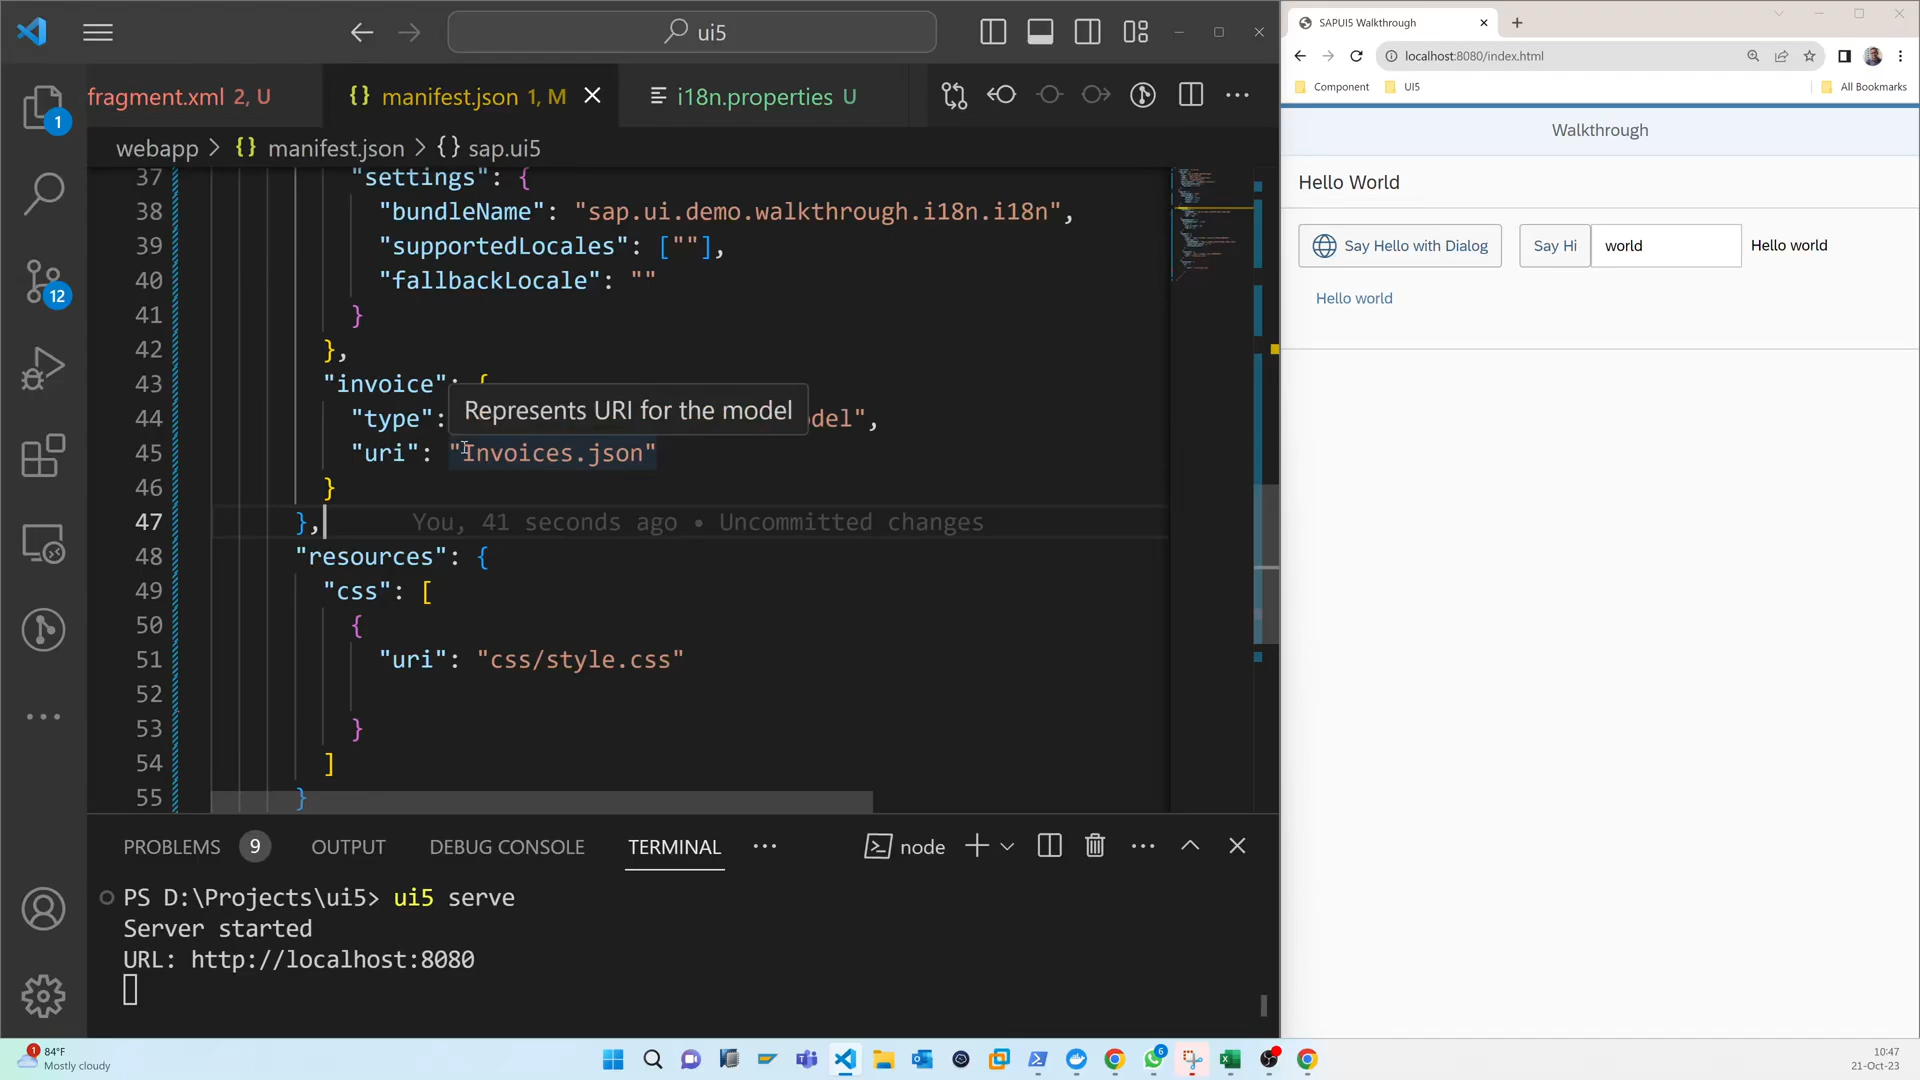 ui5
fragment.xml 2, U
{} manifest.json 1, M
i18n.properties U
webapp > {} manifest.json > {} sap.ui5
37 "settings": {
38 "bundleName": "sap.ui.demo.walkthrough.i18n.i18n",
39 "supportedLocales": [""],
40 "fallbackLocale": ""
41 }
42 },
43 "invoice": {
44 "type": odel",
Represents URI for the model
45 "uri": "Invoices.json"
46 }
47 }, You, 41 seconds ago • Uncommitted changes
48 "resources": {
49 "css": [
50 {
51 "uri": "css/style.css"
52
53 }
54 ]
55 }
1
12
PROBLEMS 9 OUTPUT DEBUG CONSOLE TERMINAL ··· node
PS D:\Projects\ui5> ui5 serve
Server started
URL: http://localhost:8080
SAPUI5 Walkthrough
localhost:8080/index.html
Component UI5 All Bookmarks
Walkthrough
Hello World
Say Hello with Dialog Say Hi world Hello world
Hello world
1
84°F
Mostly cloudy
6
10:47
21-Oct-23